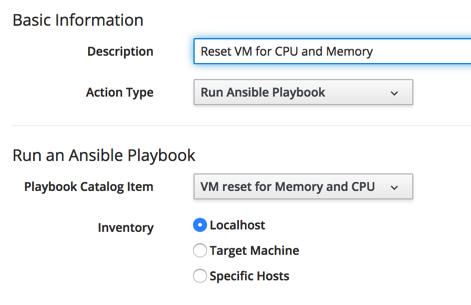 Basic Information
Description Reset VM for CPU and Memory
Action Type Run Ansible Playbook
Run an Ansible Playbook
Playbook Catalog Item VM reset for Memory and CPU
Inventory Localhost
Target Machine
Specific Hosts